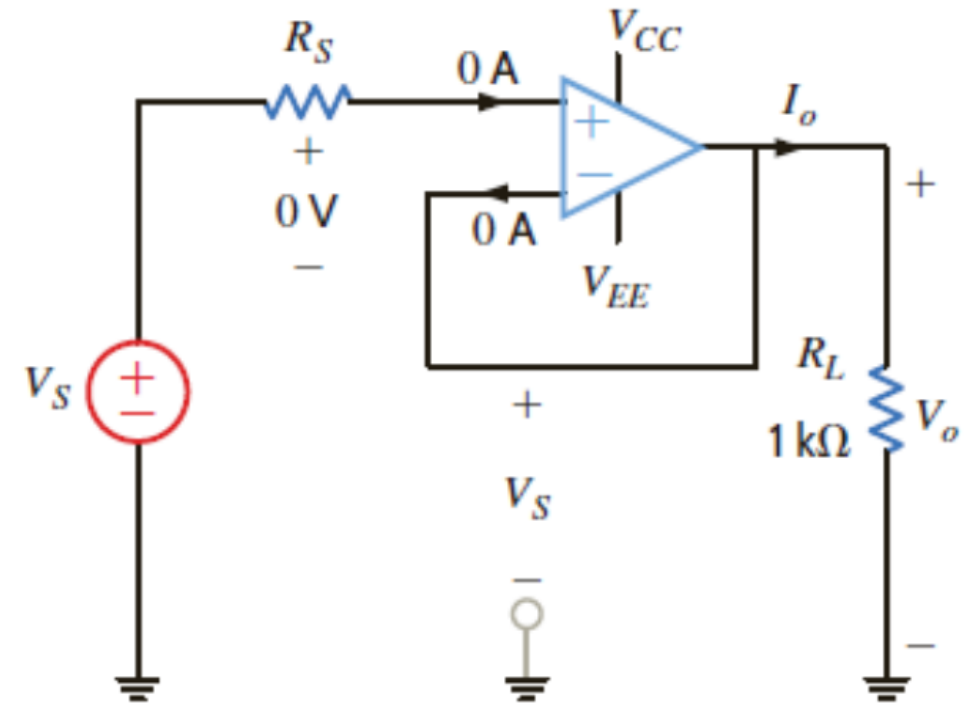 R_S
V_CC
0 A
I_o
+
+
+
0 V
−
−
0 A
V_EE
R_L
V_S
+
−
+
1 kΩ
V_o
V_S
−
−